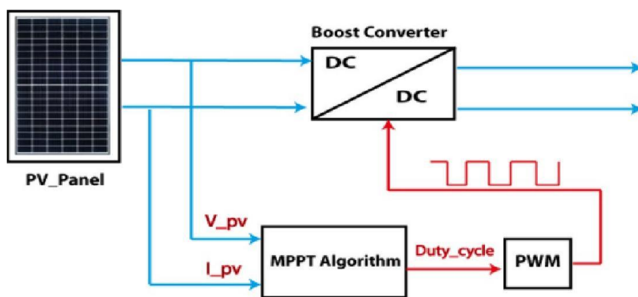 Boost Converter
DC
DC
PV_Panel
V_pv
I_pv
MPPT Algorithm
Duty_cycle
PWM